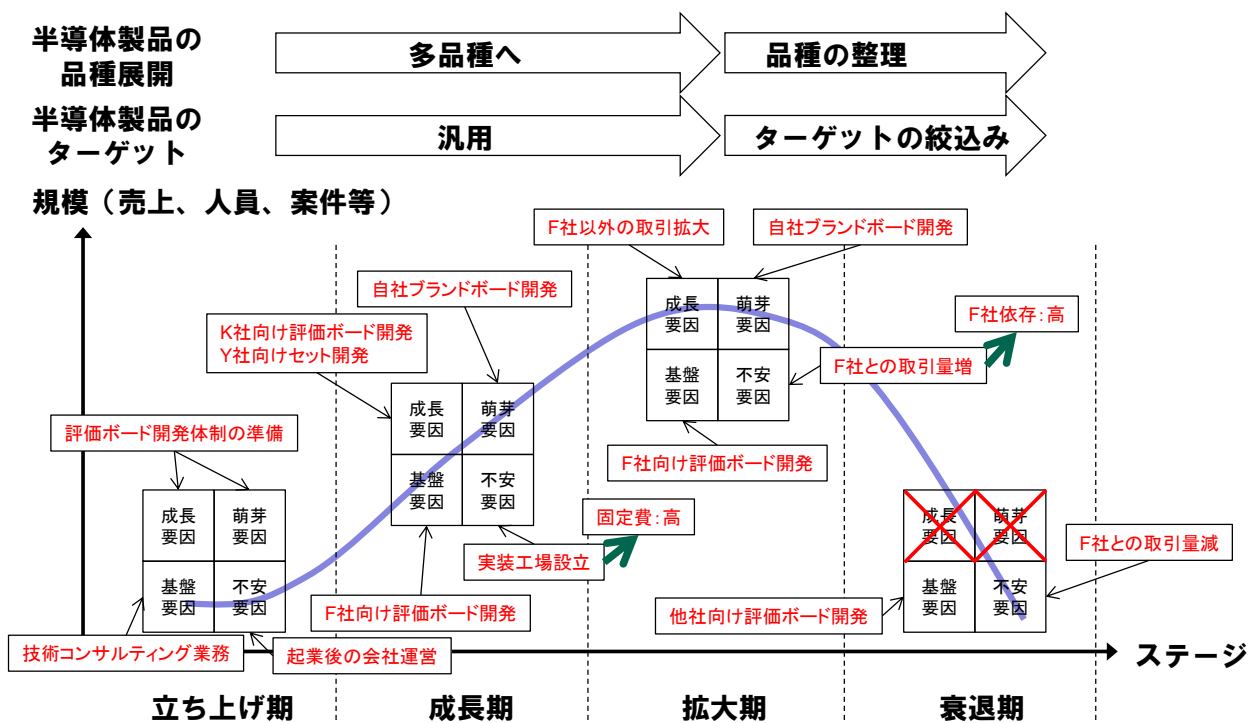 半導体製品の
品種展開
多品種へ
品種の整理
半導体製品の
ターゲット
汎用
ターゲットの絞込み
規模（売上、人員、案件等）
F社以外の取引拡大
自社ブランドボード開発
自社ブランドボード開発
成長
要因
萌芽
要因
F社依存：高
K社向け評価ボード開発
Y社向けセット開発
基盤
要因
不安
要因
F社との取引量増
成長
要因
萌芽
要因
評価ボード開発体制の準備
F社向け評価ボード開発
基盤
要因
不安
要因
成長
要因
萌芽
要因
固定費：高
成長
要因
萌芽
要因
F社との取引量減
実装工場設立
基盤
要因
不安
要因
F社向け評価ボード開発
他社向け評価ボード開発
基盤
要因
不安
要因
技術コンサルティング業務
起業後の会社運営
ステージ
立ち上げ期
成長期
拡大期
衰退期